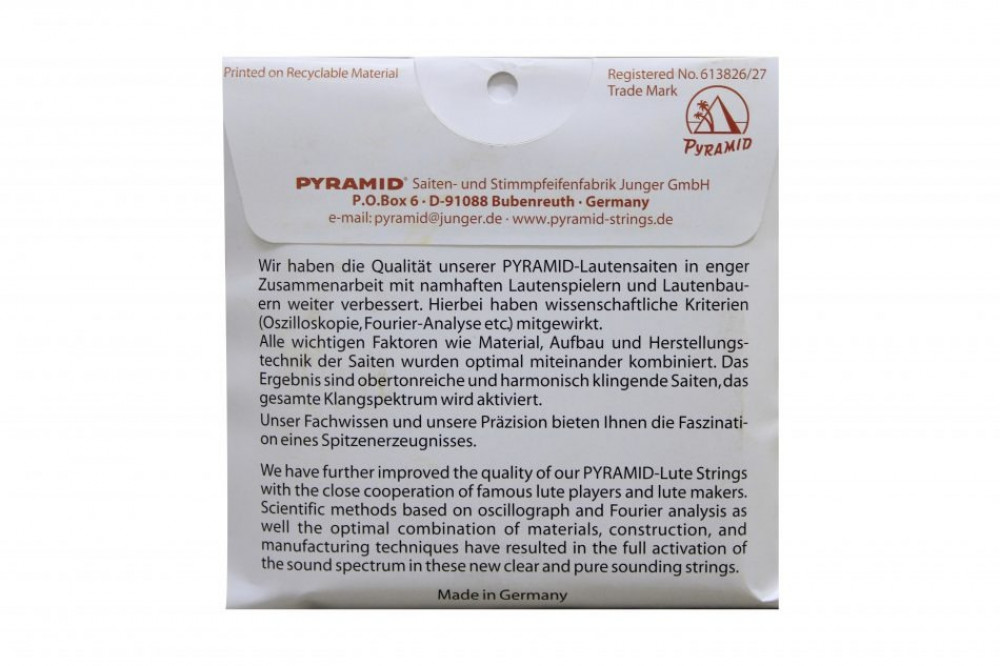 Printed on Recyclable Material
Registered No. 613826/27
Trade Mark
PYRAMID
PYRAMID® Saiten- und Stimmpfeifenfabrik Junger GmbH
P.O.Box 6 · D-91088 Bubenreuth · Germany
e-mail: pyramid@junger.de · www.pyramid-strings.de
Wir haben die Qualität unserer PYRAMID-Lautensaiten in enger
Zusammenarbeit mit namhaften Lautenspielern und Lautenbau-
ern weiter verbessert. Hierbei haben wissenschaftliche Kriterien
(Oszilloskopie, Fourier-Analyse etc.) mitgewirkt.
Alle wichtigen Faktoren wie Material, Aufbau und Herstellungs-
technik der Saiten wurden optimal miteinander kombiniert. Das
Ergebnis sind obertonreiche und harmonisch klingende Saiten, das
gesamte Klangspektrum wird aktiviert.
Unser Fachwissen und unsere Präzision bieten Ihnen die Faszinati-
on eines Spitzenerzeugnisses.
We have further improved the quality of our PYRAMID-Lute Strings
with the close cooperation of famous lute players and lute makers.
Scientific methods based on oscillograph and Fourier analysis as
well the optimal combination of materials, construction, and
manufacturing techniques have resulted in the full activation of
the sound spectrum in these new clear and pure sounding strings.
Made in Germany